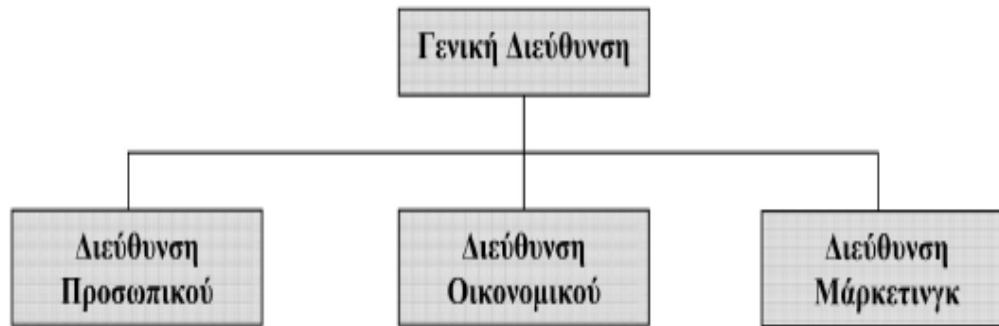 Γενική Διεύθυνση
Διεύθυνση
Προσωπικού
Διεύθυνση
Οικονομικού
Διεύθυνση
Μάρκετινγκ